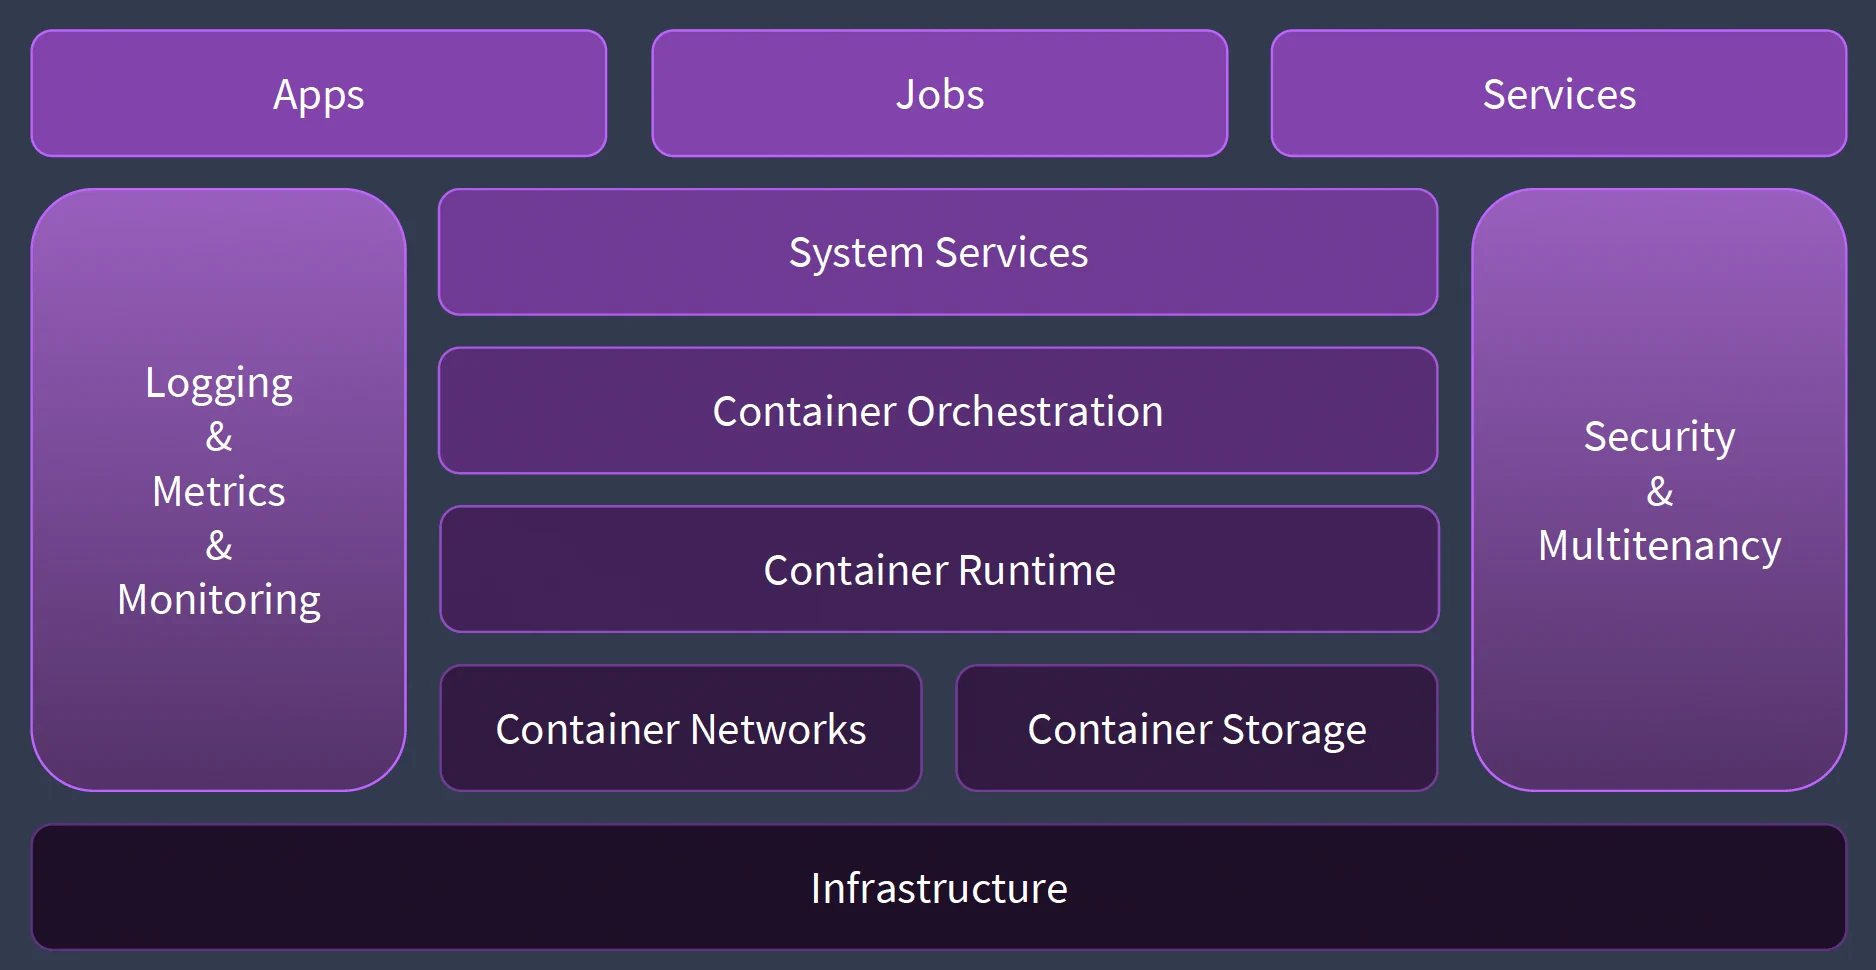 Apps
Jobs
Services
Logging
&
Metrics
&
Monitoring
System Services
Container Orchestration
Container Runtime
Container Networks
Container Storage
Security
&
Multitenancy
Infrastructure